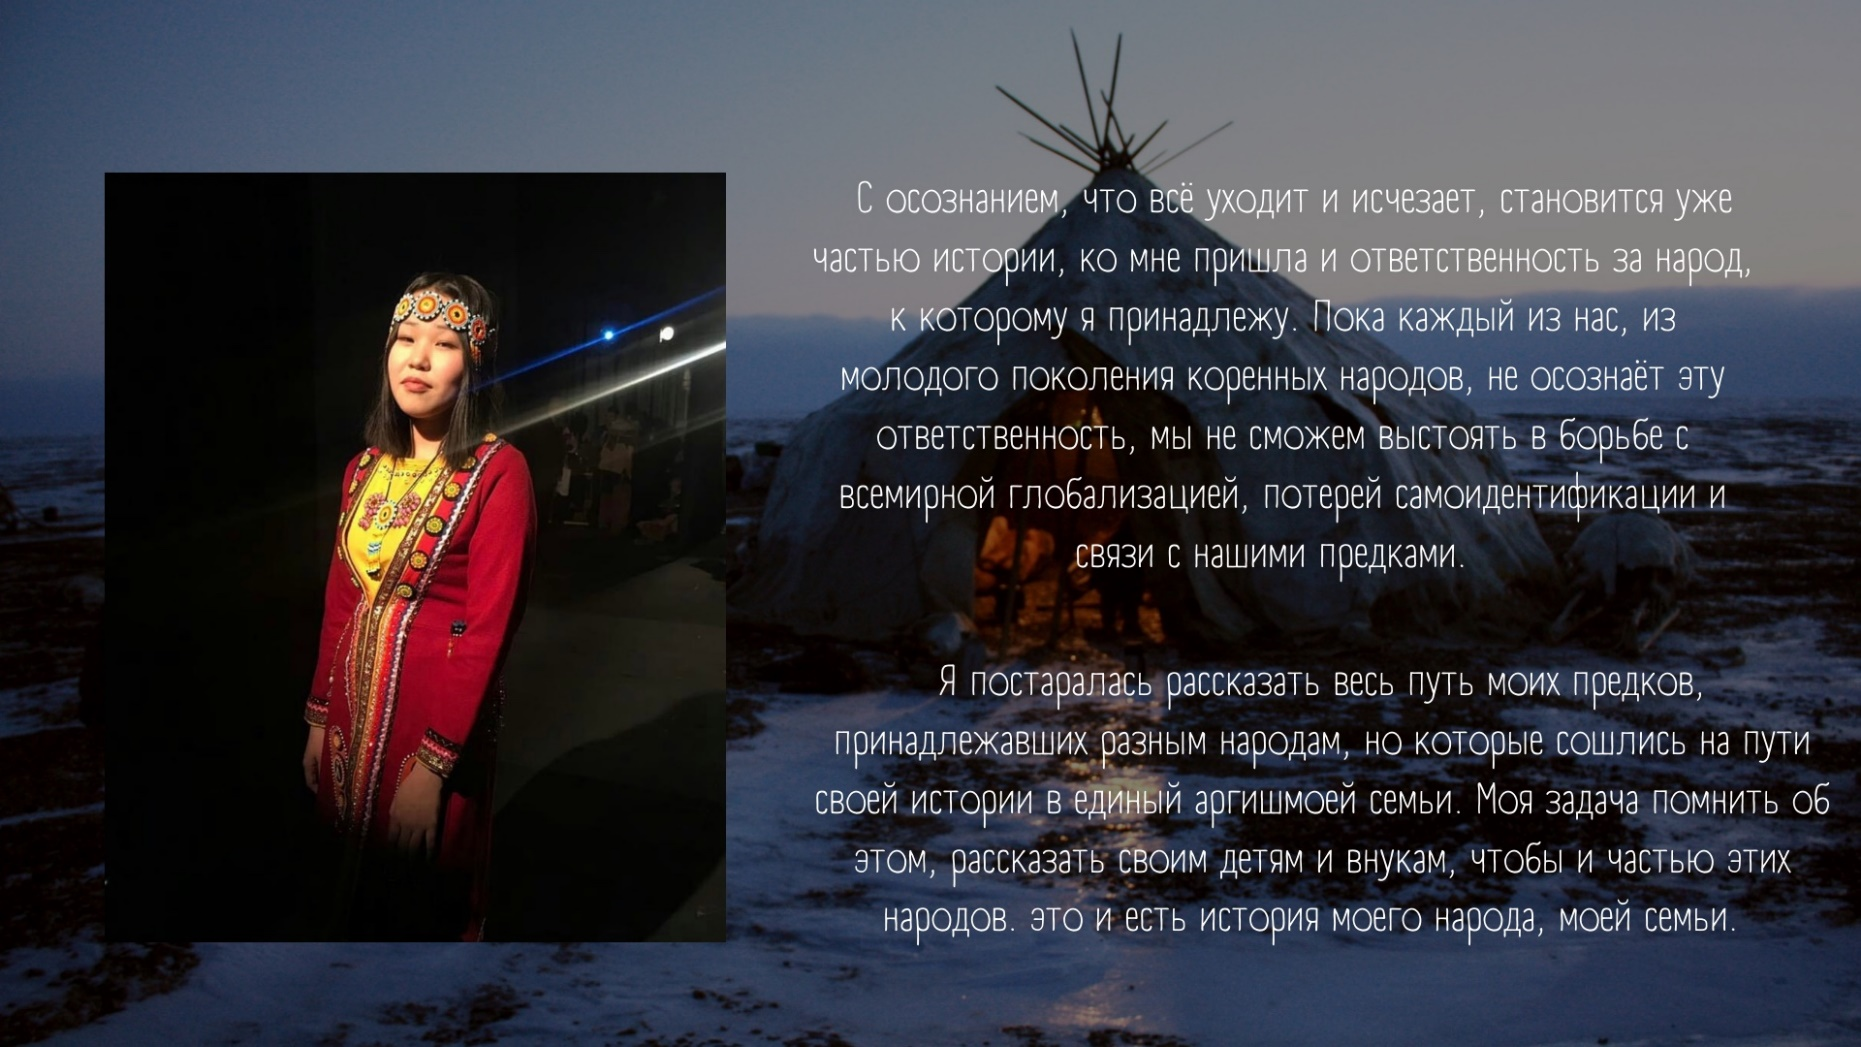 С осознанием, что всё уходит и исчезает, становится уже
частью истории, ко мне пришла и ответственность за народ,
к которому я принадлежу. Пока каждый из нас, из
молодого поколения коренных народов, не осознаёт эту
ответственность, мы не сможем выстоять в борьбе с
всемирной глобализацией, потерей самоидентификации и
связи с нашими предками.
Я постаралась рассказать весь путь моих предков,
принадлежавших разным народам, но которые сошлись на пути
своей истории в единый аргишмоей семьи. Моя задача помнить об
этом, рассказать своим детям и внукам, чтобы и частью этих
народов. это и есть история моего народа, моей семьи.